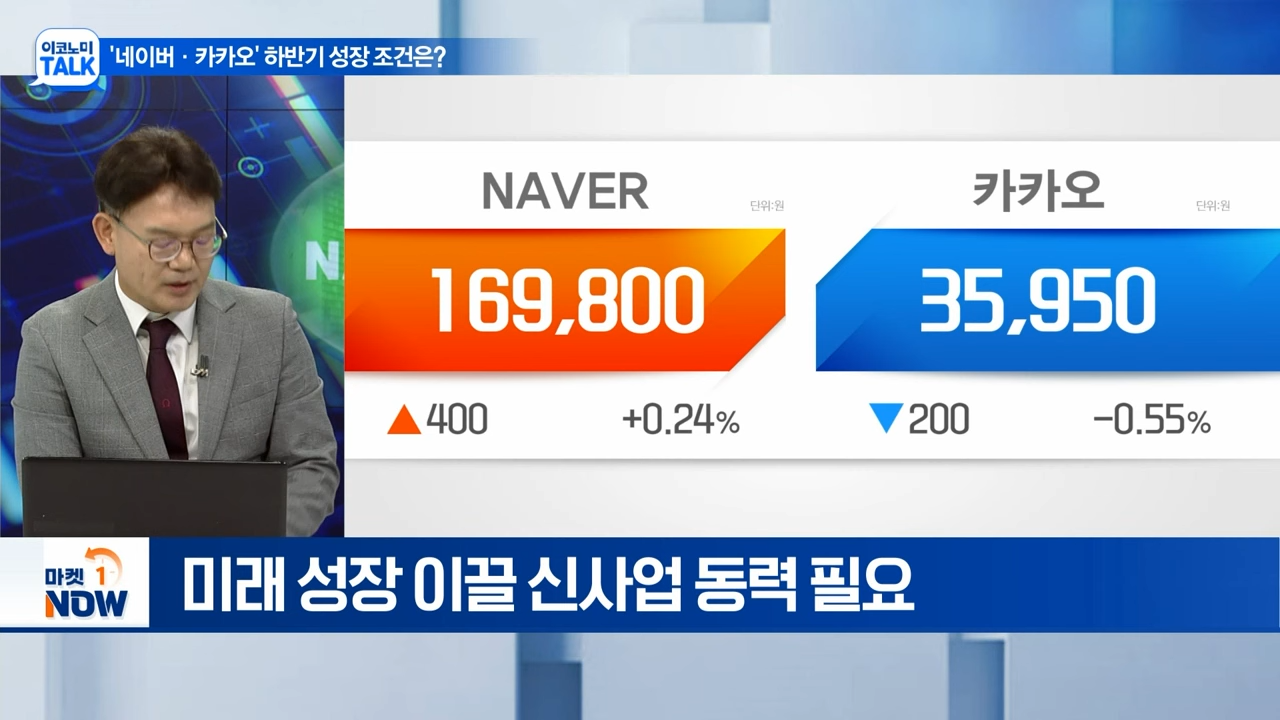 이코노미
TALK
'네이버 · 카카오' 하반기 성장 조건은?
N
NAVER
단위:원
169,800
▲400
+0.24%
카카오
단위:원
35,950
▼200
-0.55%
마켓 1
NOW
미래 성장 이끌 신사업 동력 필요